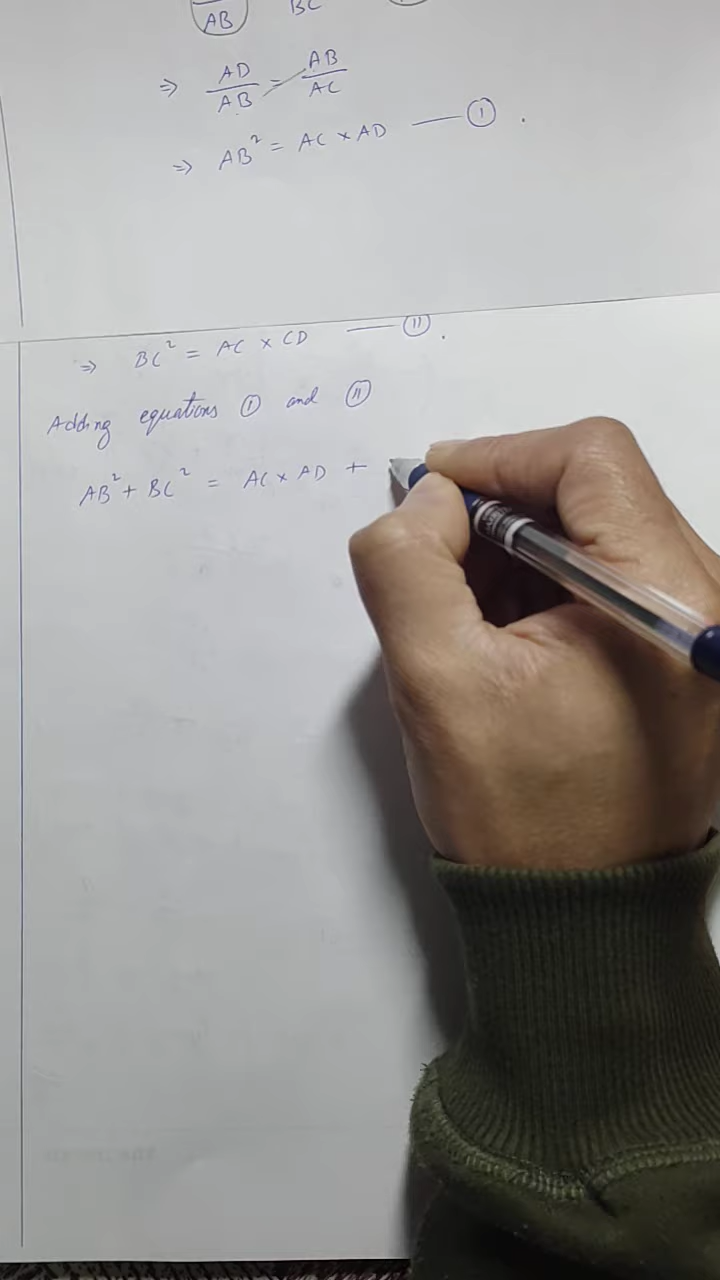 AB BC
⇒ AD/AB = AB/AC
⇒ AB² = AC × AD — (I) .
⇒ BC² = AC × CD — (II) .
Adding equations (I) and (II)
AB² + BC² = AC × AD +